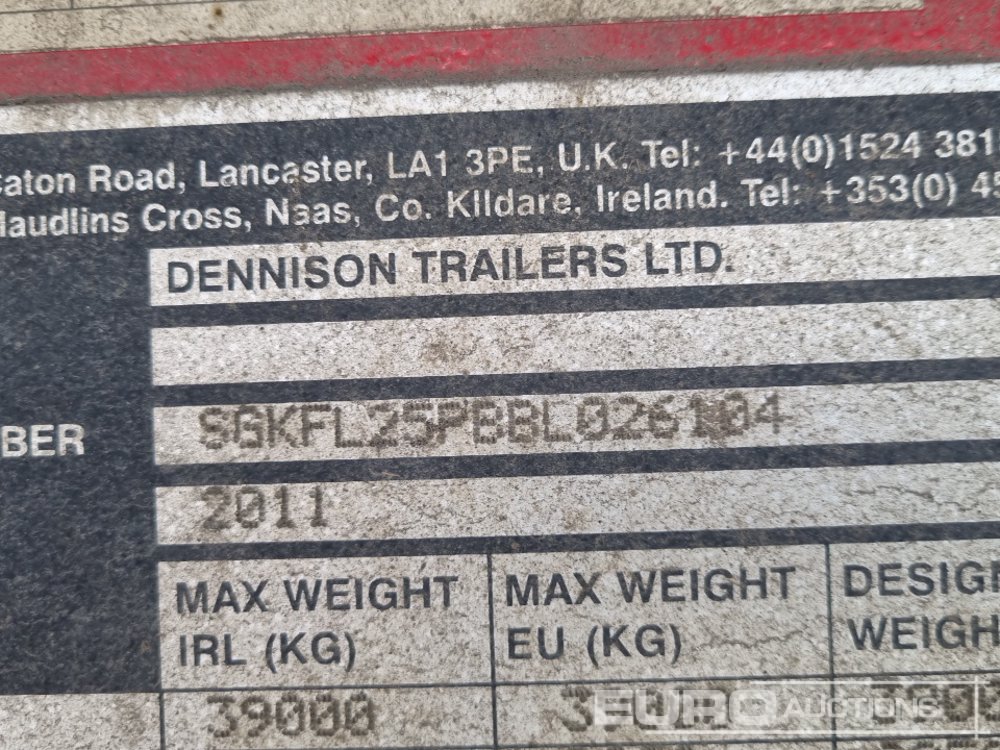 Caton Road, Lancaster, LA1 3PE, U.K. Tel: +44(0)1524 381
Maudlins Cross, Naas, Co. Kildare, Ireland. Tel: +353(0) 45
DENNISON TRAILERS LTD.
BER SGKFL25PBBL026104
2011
MAX WEIGHT MAX WEIGHT DESIGN
IRL (KG) EU (KG) WEIGH
39000
EURO AUCTIONS